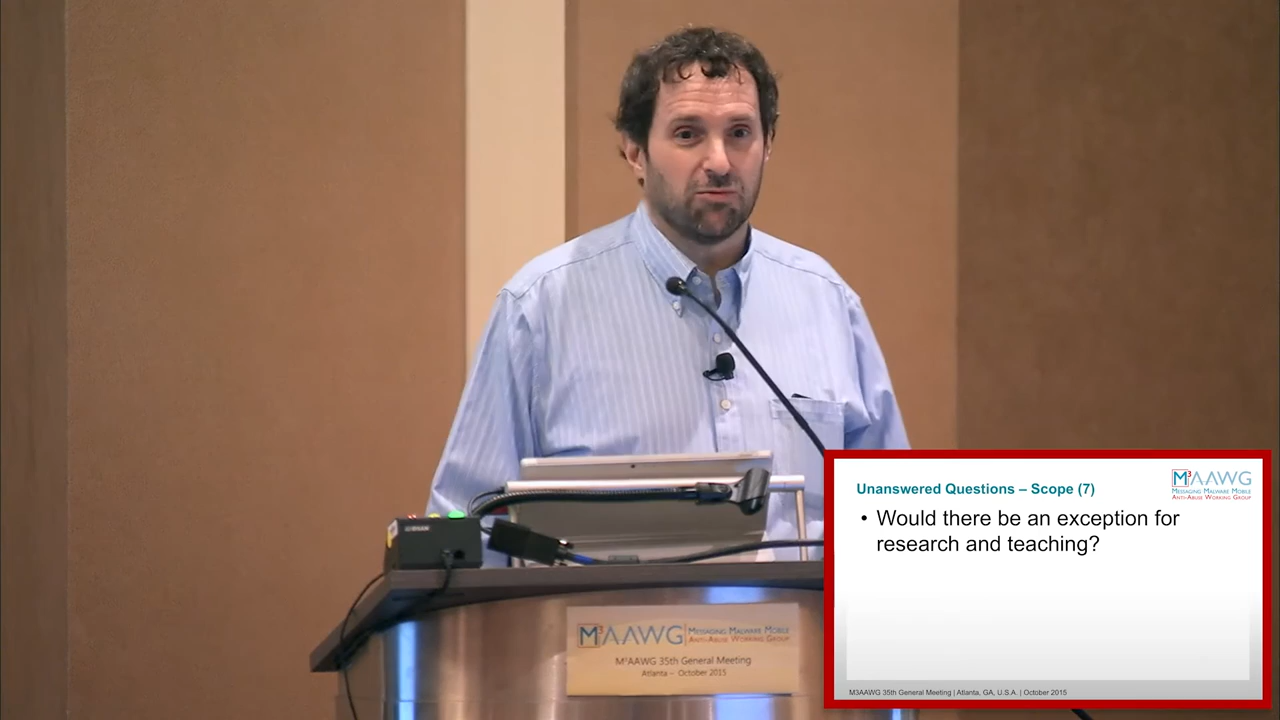 M³AAWG
MESSAGING MALWARE MOBILE
ANTI-ABUSE WORKING GROUP
M³AAWG 35th General Meeting
Atlanta – October 2015
Unanswered Questions – Scope (7)
M³AAWG
MESSAGING MALWARE MOBILE
ANTI-ABUSE WORKING GROUP
• Would there be an exception for
research and teaching?
M3AAWG 35th General Meeting | Atlanta, GA, U.S.A. | October 2015